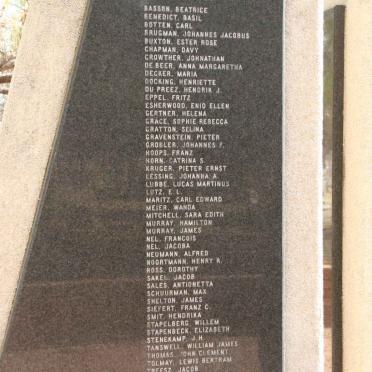 BASSON, BEATRICE
BENEDICT, BASIL
BOTTEN, CARL
BRUGMAN, JOHANNES JACOBUS
BUXTON, ESTER ROSE
CHAPMAN, DAVY
CROWTHER, JOHNATHAN
DE BEER, ANNA MARGARETHA
DECKER, MARIA
DOCKING, HENRIETTE
DU PREEZ, HENDRIK J.
EPPEL, FRITZ
ESHERWOOD, ENID ELLEN
GERTNER, HELENA
GRACE, SOPHIE REBECCA
GRATTON, SELINA
GRAVENSTEIN, PIETER
GROBLER, JOHANNES F.
HOOPS, FRANZ
HORN, CATRINA S.
KRUGER, PIETER ERNST
LESSING, JOHANNA A.
LUBBE, LUCAS MARTINUS
LUTZ, E.L.
MARITZ, CARL EDWARD
MEIER, WANDA
MITCHELL, SARA EDITH
MURRAY, HAMILTON
MURRAY, JAMES
NEL, FRANCOIS
NEL, JACOBA
NEUMANN, ALFRED
NOORTMANN, HENRY R.
ROSS, DOROTHY
SAKEL, JACOB
SALES, ANTIONETTA
SCHUURMAN, MAX
SHELTON, JAMES
SIEFERT, FRANZ C.
SMIT, HENDRIKA
STAPELBERG, WILLEM
STAPENBECK, ELIZABETH
STENEKAMP, J.H.
TANSWELL, WILLIAM JAMES
THOMAS, JOHN CLEMENT
TOLMAY, LEWIS BERTRAM
JACOB